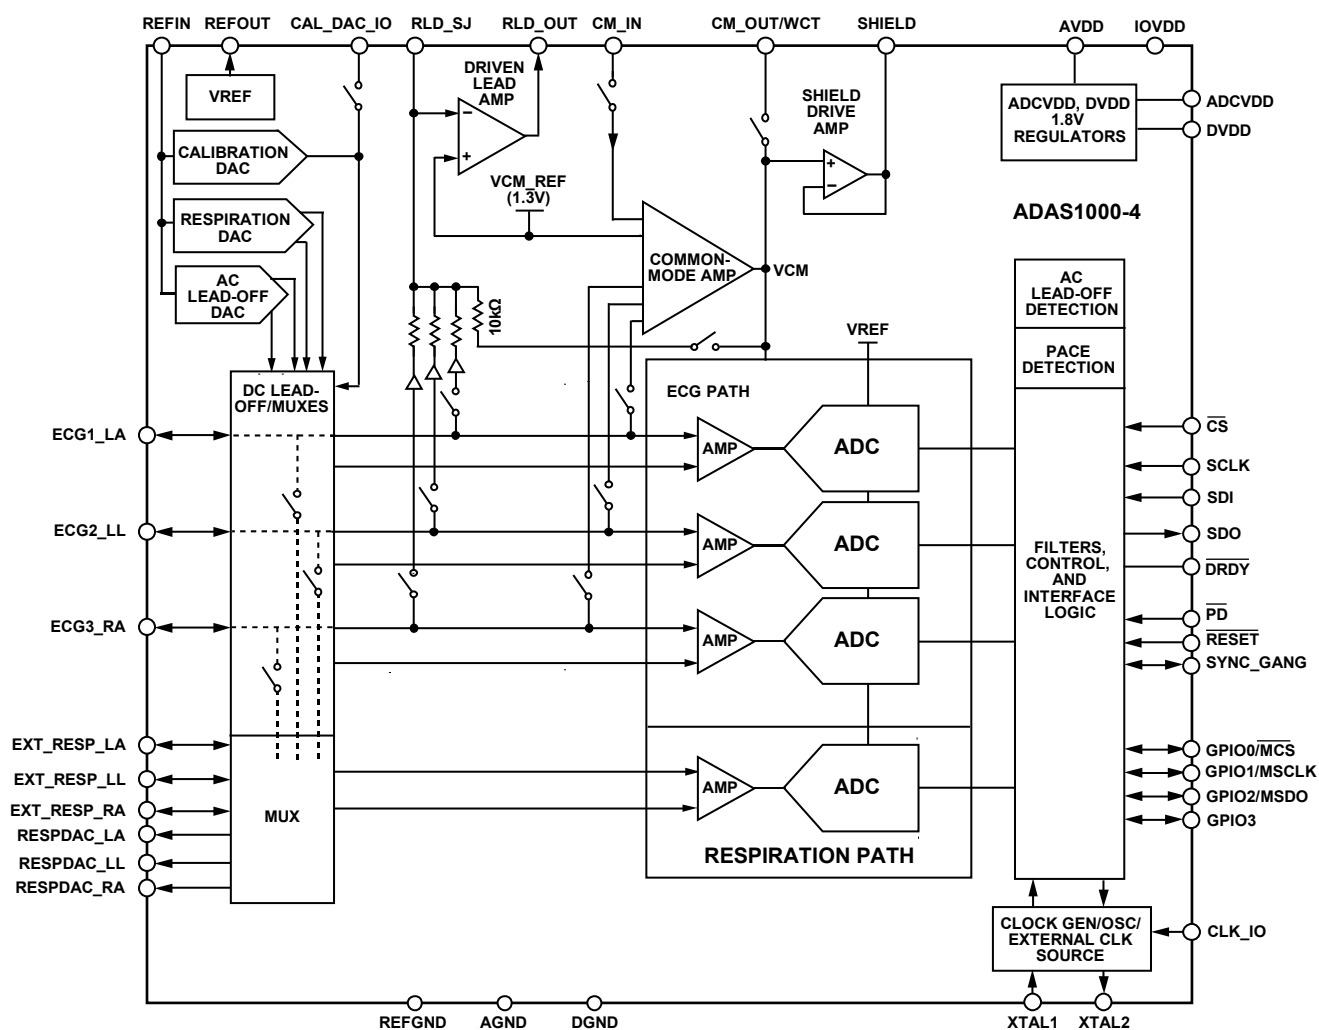 REFIN
REFOUT
CAL_DAC_IO
RLD_SJ
RLD_OUT
CM_IN
CM_OUT/WCT
SHIELD
AVDD
IOVDD
VREF
DRIVEN
LEAD
AMP
SHIELD
DRIVE
AMP
ADCVDD, DVDD
1.8V
REGULATORS
ADCVDD
DVDD
CALIBRATION
DAC
VCM_REF
(1.3V)
RESPIRATION
DAC
ADAS1000-4
COMMON-
MODE AMP
VCM
AC
LEAD-OFF
DAC
10kΩ
AC
LEAD-OFF
DETECTION
VREF
PACE
DETECTION
DC LEAD-
OFF/MUXES
ECG PATH
ECG1_LA
AMP
ADC
CS
SCLK
SDI
ECG2_LL
AMP
ADC
SDO
FILTERS,
CONTROL,
AND
INTERFACE
LOGIC
DRDY
ECG3_RA
AMP
ADC
PD
RESET
SYNC_GANG
EXT_RESP_LA
EXT_RESP_LL
EXT_RESP_RA
RESPDAC_LA
RESPDAC_LL
RESPDAC_RA
MUX
AMP
ADC
RESPIRATION PATH
GPIO0/MCS
GPIO1/MSCLK
GPIO2/MSDO
GPIO3
CLOCK GEN/OSC/
EXTERNAL CLK
SOURCE
CLK_IO
REFGND
AGND
DGND
XTAL1
XTAL2